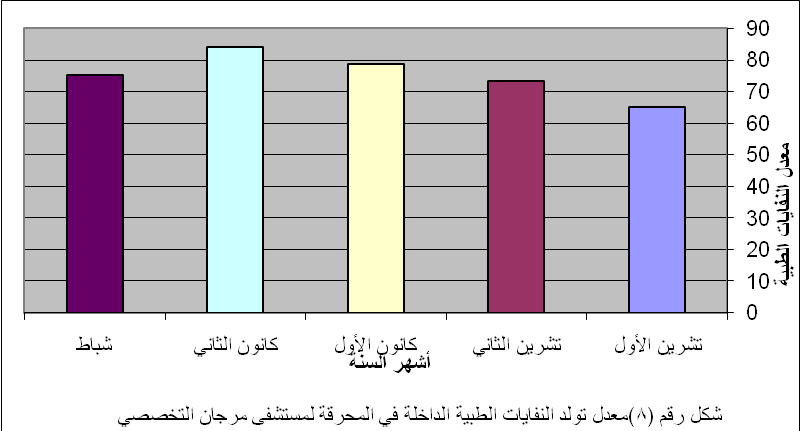 90
80
70
60
50
40
30
20
10
0
معدل النفايات الطبية
تشرين الأول
تشرين الثاني
كانون الأول
كانون الثاني
شباط
أشهر السنة
شكل رقم (٨)معدل تولد النفايات الطبية الداخلة في المحرقة لمستشفى مرجان التخصصي